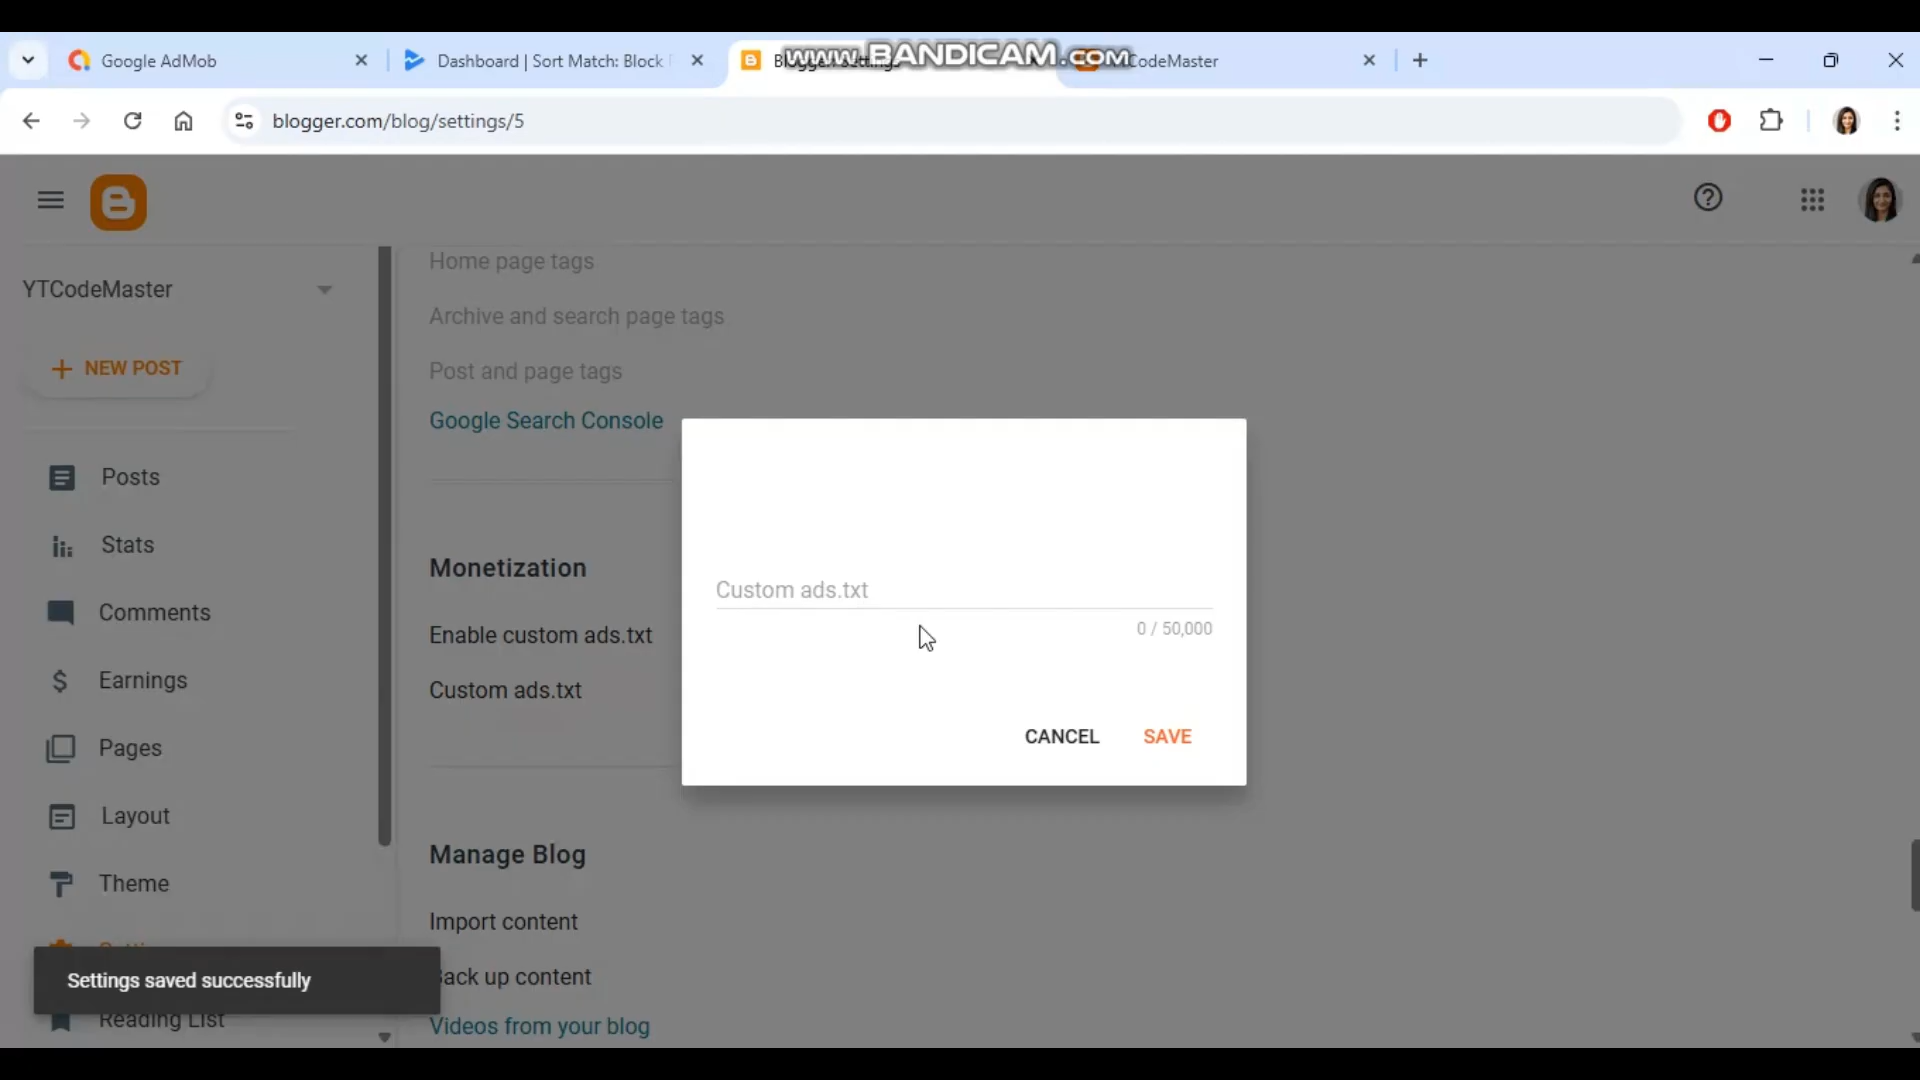 Google AdMob
Dashboard | Sort Match: Block
www.BANDICAM.com
CodeMaster
blogger.com/blog/settings/5
YTCodeMaster
NEW POST
Posts
Stats
Comments
Earnings
Pages
Layout
Theme
Reading List
Settings saved successfully
Home page tags
Archive and search page tags
Post and page tags
Google Search Console
Monetization
Enable custom ads.txt
Custom ads.txt
Manage Blog
Import content
Back up content
Videos from your blog
Custom ads.txt
0 / 50,000
CANCEL
SAVE